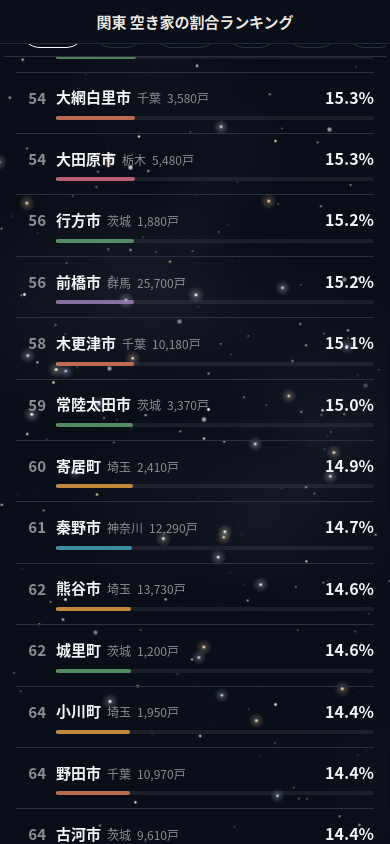 関東 空き家の割合ランキング
54 大網白里市 千葉 3,580戸 15.3%
54 大田原市 栃木 5,480戸 15.3%
56 行方市 茨城 1,880戸 15.2%
56 前橋市 群馬 25,700戸 15.2%
58 木更津市 千葉 10,180戸 15.1%
59 常陸太田市 茨城 3,370戸 15.0%
60 寄居町 埼玉 2,410戸 14.9%
61 秦野市 神奈川 12,290戸 14.7%
62 熊谷市 埼玉 13,730戸 14.6%
62 城里町 茨城 1,200戸 14.6%
64 小川町 埼玉 1,950戸 14.4%
64 野田市 千葉 10,970戸 14.4%
64 古河市 茨城 9,610戸 14.4%